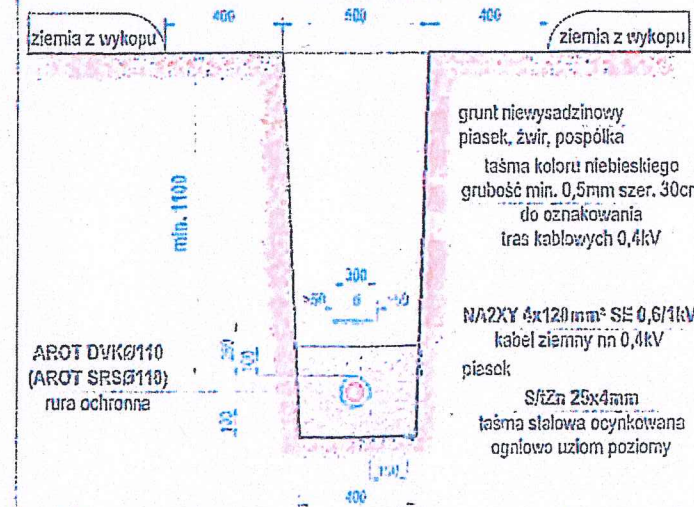 400 500 400
ziemia z wykopu
ziemia z wykopu
grunt niewysadzinowy
piasek, żwir, pospółka
taśma koloru niebieskiego
grubość min. 0,5mm szer. 30cm
do oznakowania
tras kablowych 0,4kV
min. 1100
300
NA2XY 4x120mm² SE 0,6/1kV
kabel ziemny nn 0,4kV
piasek
AROT DVKØ110
(AROT SRSØ110)
rura ochronna
100
S/tZn 25x4mm
taśma stalowa ocynkowana
ogniowo uziom poziomy
400